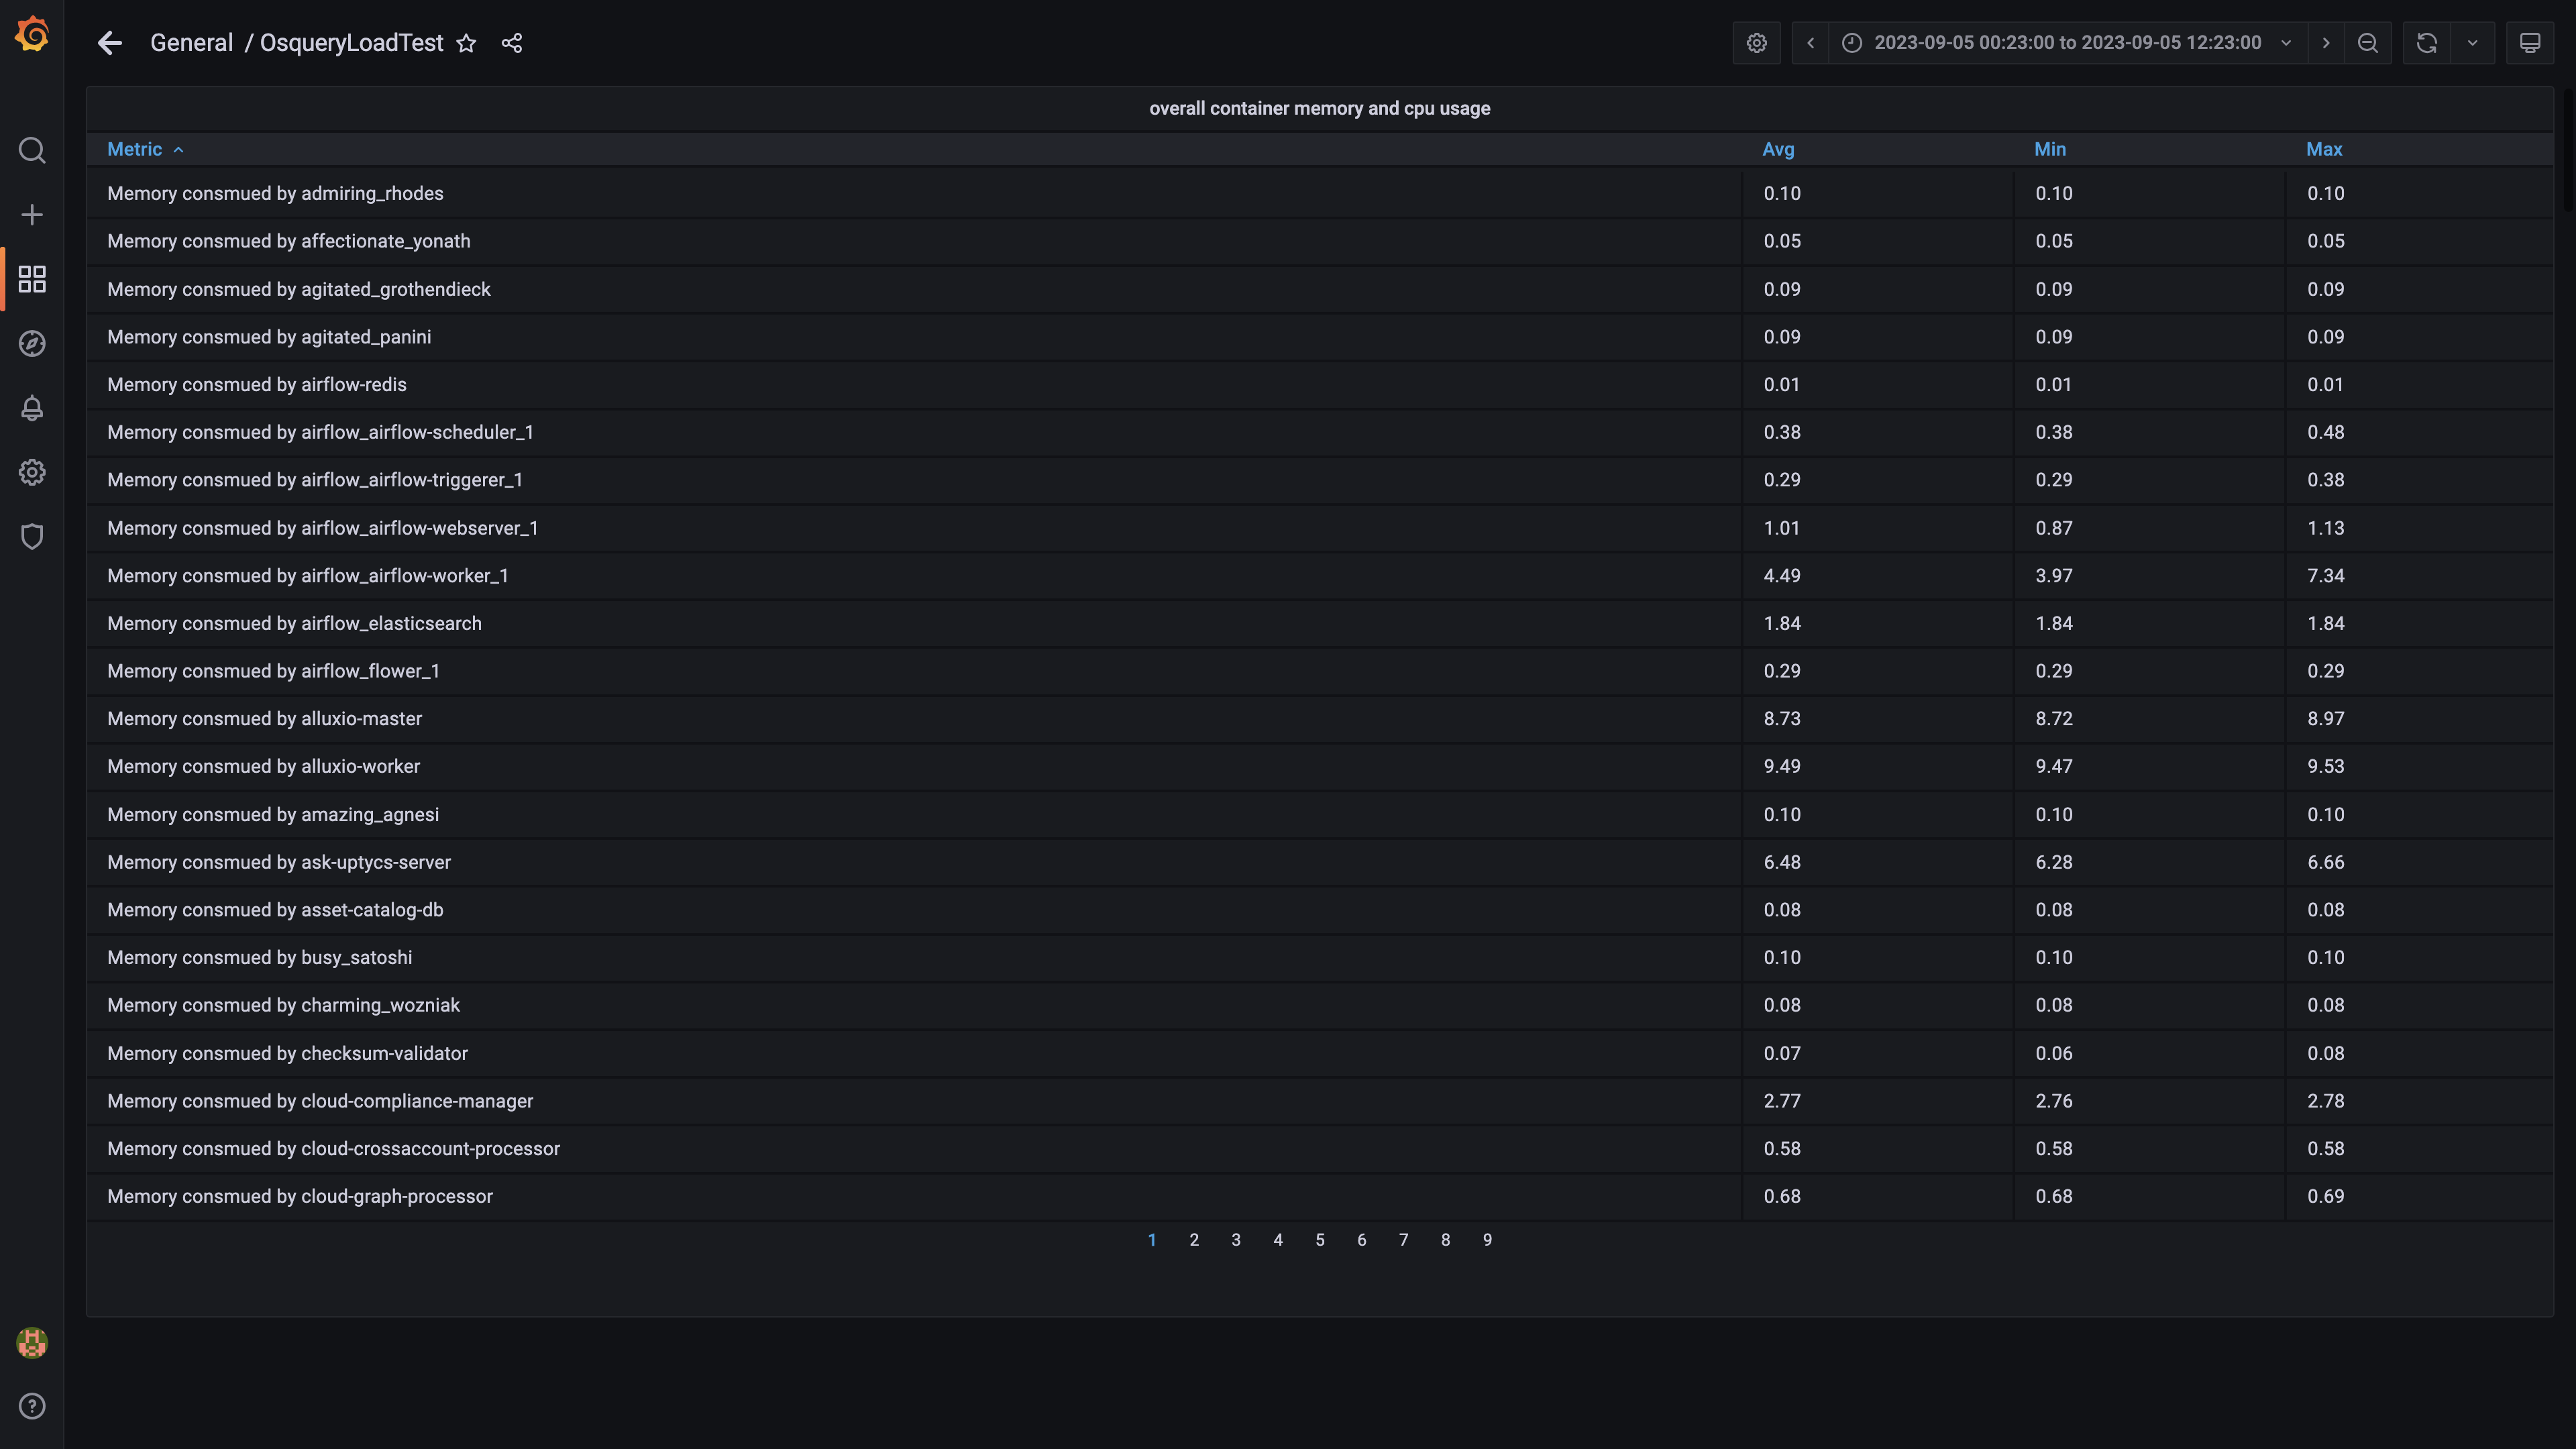 General / OsqueryLoadTest
2023-09-05 00:23:00 to 2023-09-05 12:23:00
overall container memory and cpu usage
Metric Avg Min Max
Memory consmued by admiring_rhodes 0.10 0.10 0.10
Memory consmued by affectionate_yonath 0.05 0.05 0.05
Memory consmued by agitated_grothendieck 0.09 0.09 0.09
Memory consmued by agitated_panini 0.09 0.09 0.09
Memory consmued by airflow-redis 0.01 0.01 0.01
Memory consmued by airflow_airflow-scheduler_1 0.38 0.38 0.48
Memory consmued by airflow_airflow-triggerer_1 0.29 0.29 0.38
Memory consmued by airflow_airflow-webserver_1 1.01 0.87 1.13
Memory consmued by airflow_airflow-worker_1 4.49 3.97 7.34
Memory consmued by airflow_elasticsearch 1.84 1.84 1.84
Memory consmued by airflow_flower_1 0.29 0.29 0.29
Memory consmued by alluxio-master 8.73 8.72 8.97
Memory consmued by alluxio-worker 9.49 9.47 9.53
Memory consmued by amazing_agnesi 0.10 0.10 0.10
Memory consmued by ask-uptycs-server 6.48 6.28 6.66
Memory consmued by asset-catalog-db 0.08 0.08 0.08
Memory consmued by busy_satoshi 0.10 0.10 0.10
Memory consmued by charming_wozniak 0.08 0.08 0.08
Memory consmued by checksum-validator 0.07 0.06 0.08
Memory consmued by cloud-compliance-manager 2.77 2.76 2.78
Memory consmued by cloud-crossaccount-processor 0.58 0.58 0.58
Memory consmued by cloud-graph-processor 0.68 0.68 0.69
1 2 3 4 5 6 7 8 9